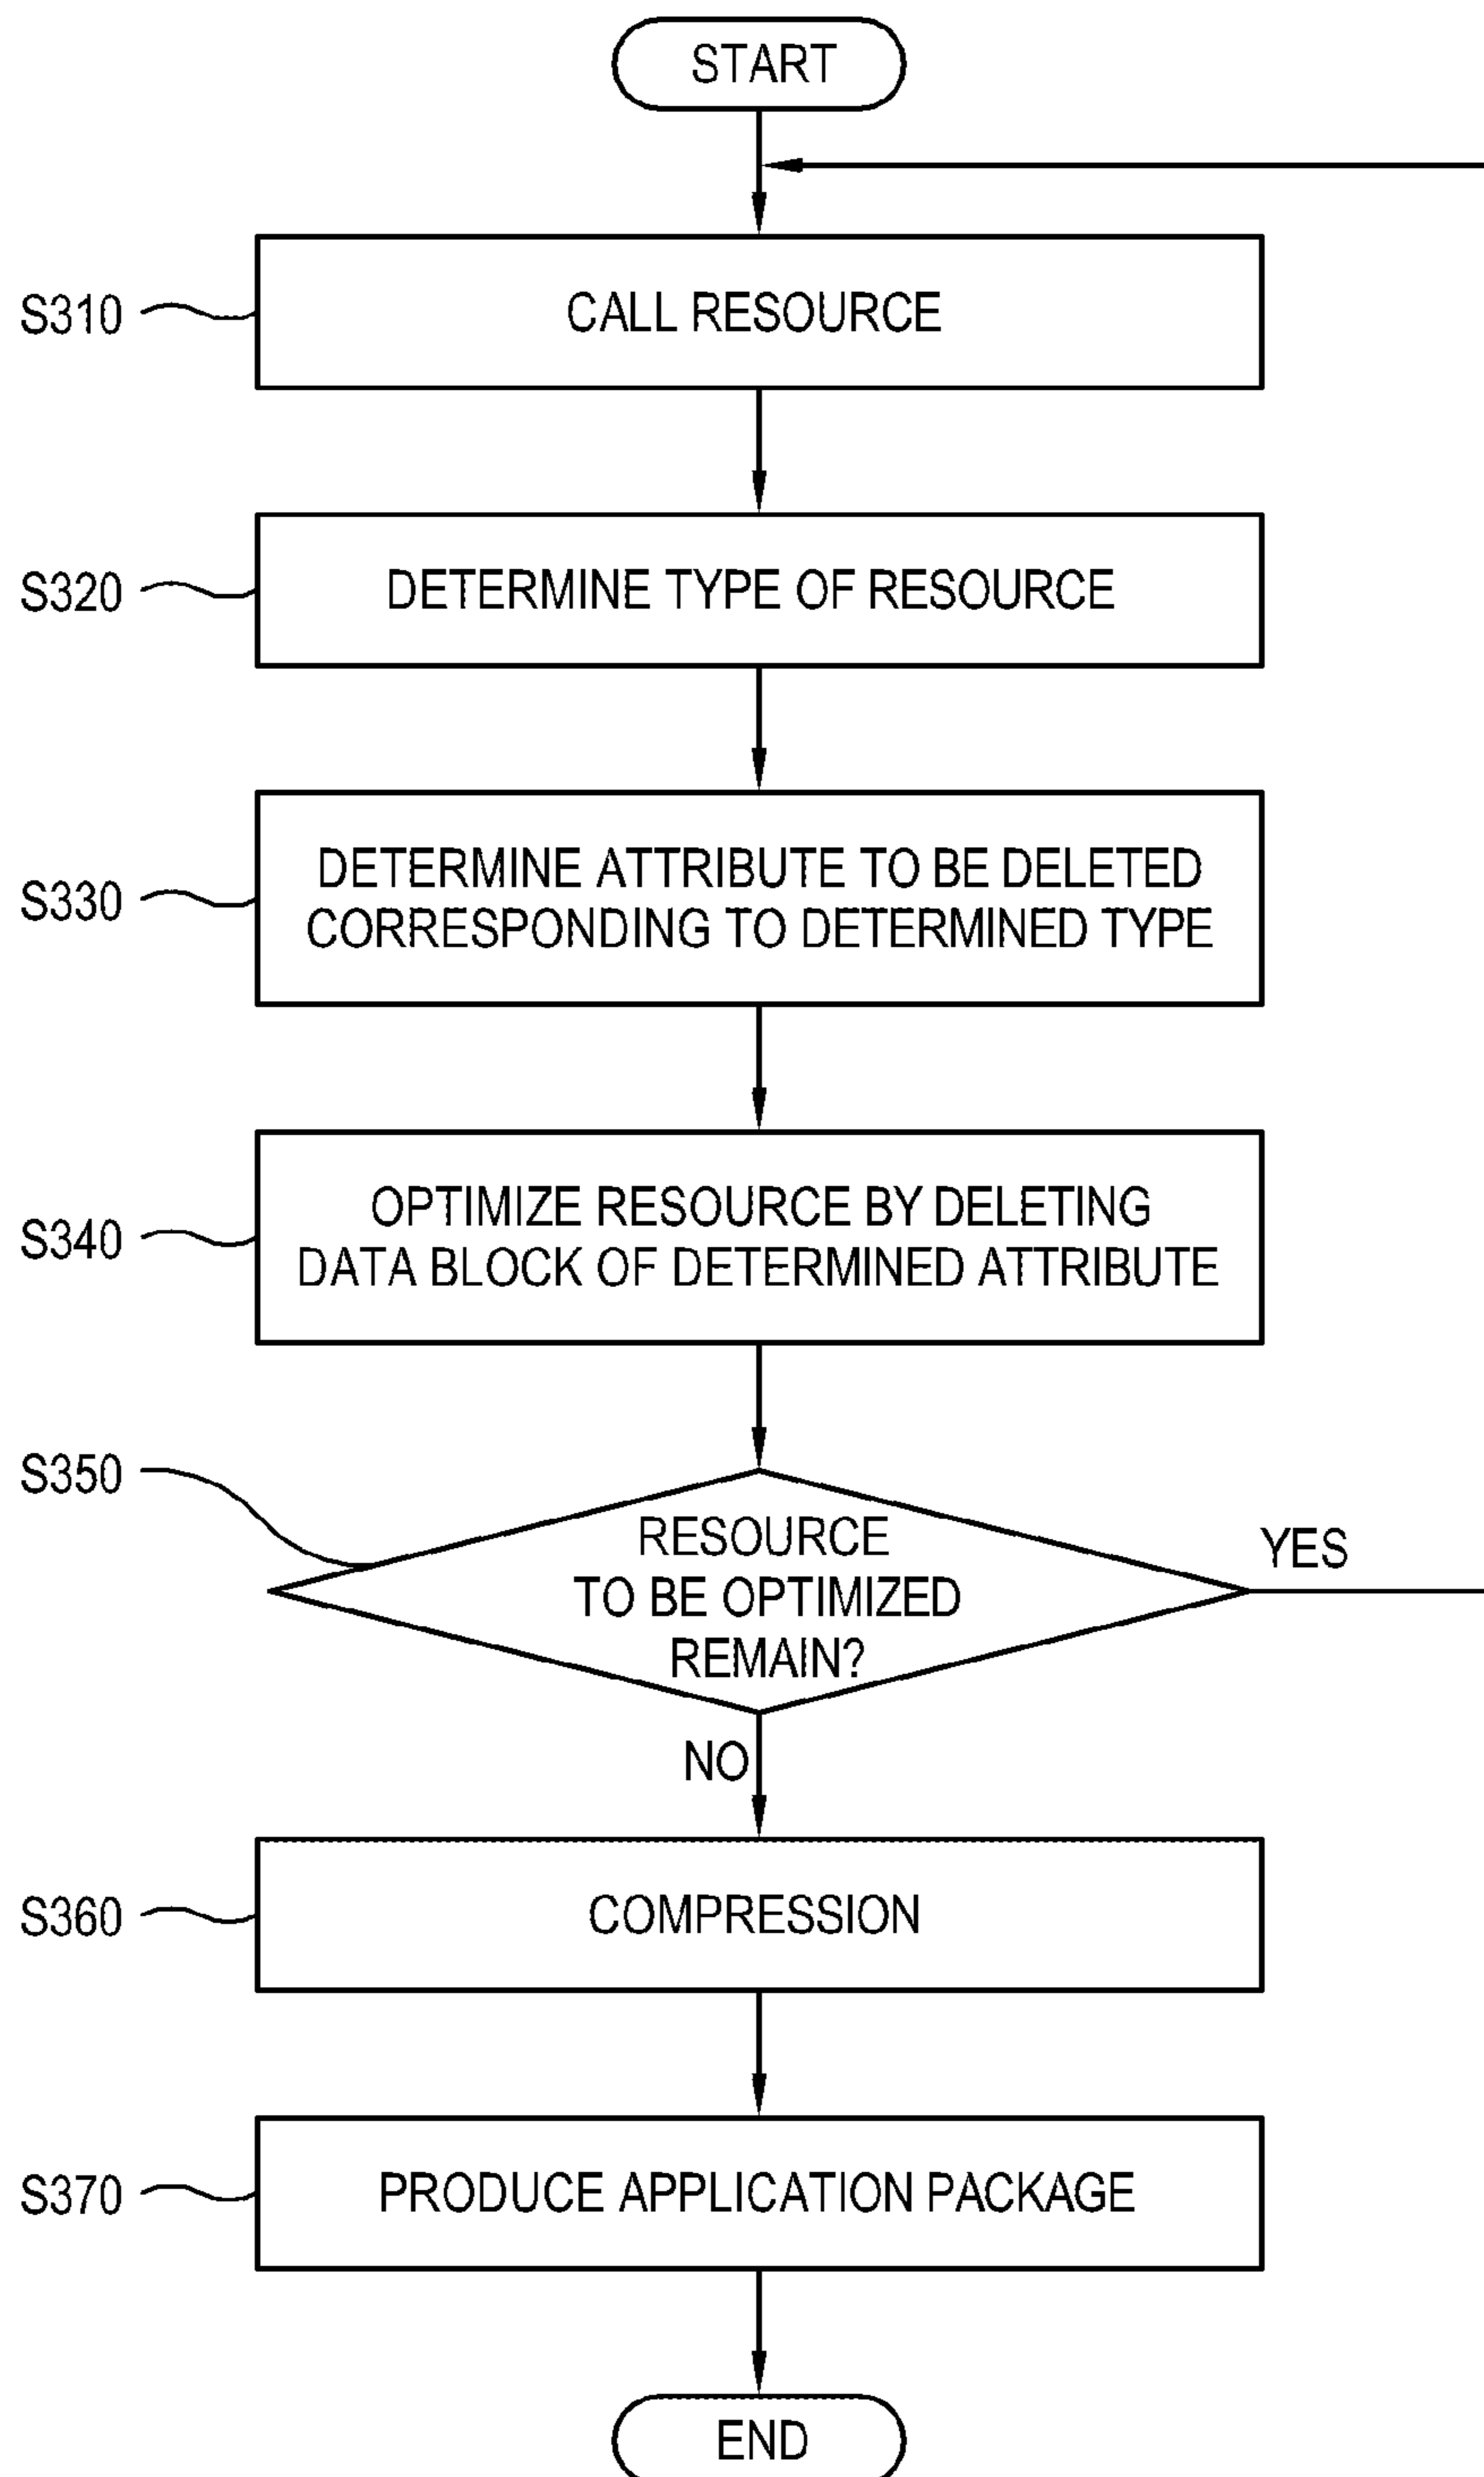 START
S310
CALL RESOURCE
S320
DETERMINE TYPE OF RESOURCE
S330
DETERMINE ATTRIBUTE TO BE DELETED
CORRESPONDING TO DETERMINED TYPE
S340
OPTIMIZE RESOURCE BY DELETING
DATA BLOCK OF DETERMINED ATTRIBUTE
S350
RESOURCE
TO BE OPTIMIZED
REMAIN?
YES
NO
S360
COMPRESSION
S370
PRODUCE APPLICATION PACKAGE
END